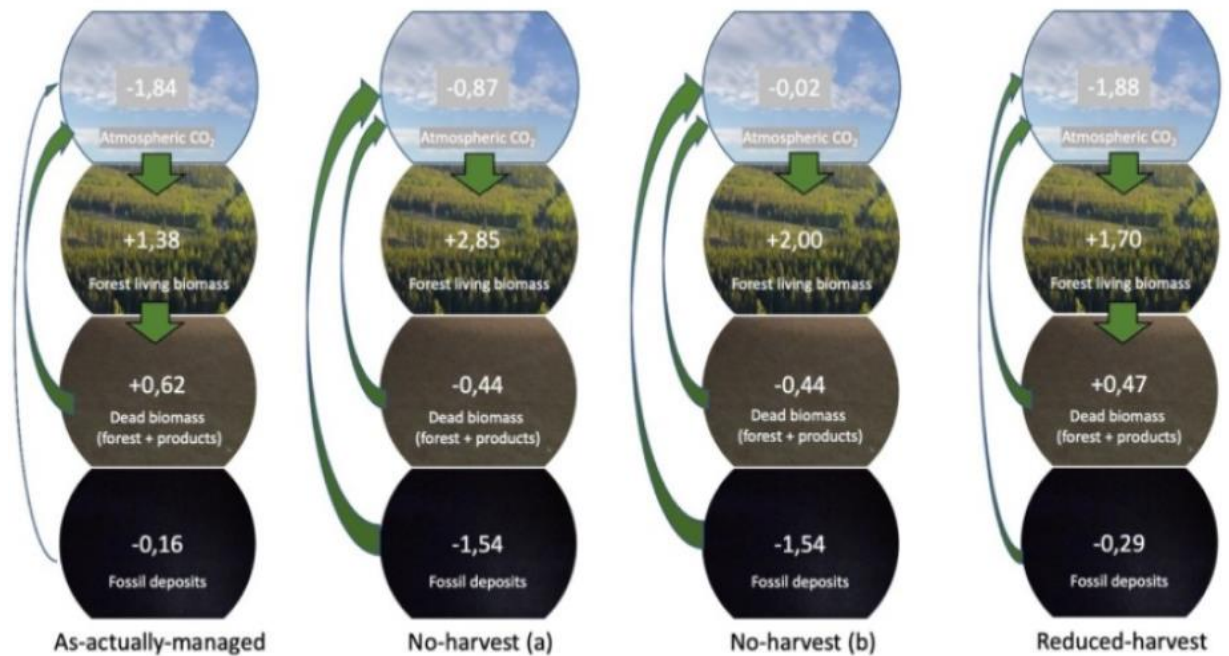 -1,84
Atmospheric CO₂
+1,38
Forest living biomass
+0,62
Dead biomass
(forest + products)
-0,16
Fossil deposits
As-actually-managed
-0,87
Atmospheric CO₂
+2,85
Forest living biomass
-0,44
Dead biomass
(forest + products)
-1,54
Fossil deposits
No-harvest (a)
-0,02
Atmospheric CO₂
+2,00
Forest living biomass
-0,44
Dead biomass
(forest + products)
-1,54
Fossil deposits
No-harvest (b)
-1,88
Atmospheric CO₂
+1,70
Forest living biomass
+0,47
Dead biomass
(forest + products)
-0,29
Fossil deposits
Reduced-harvest